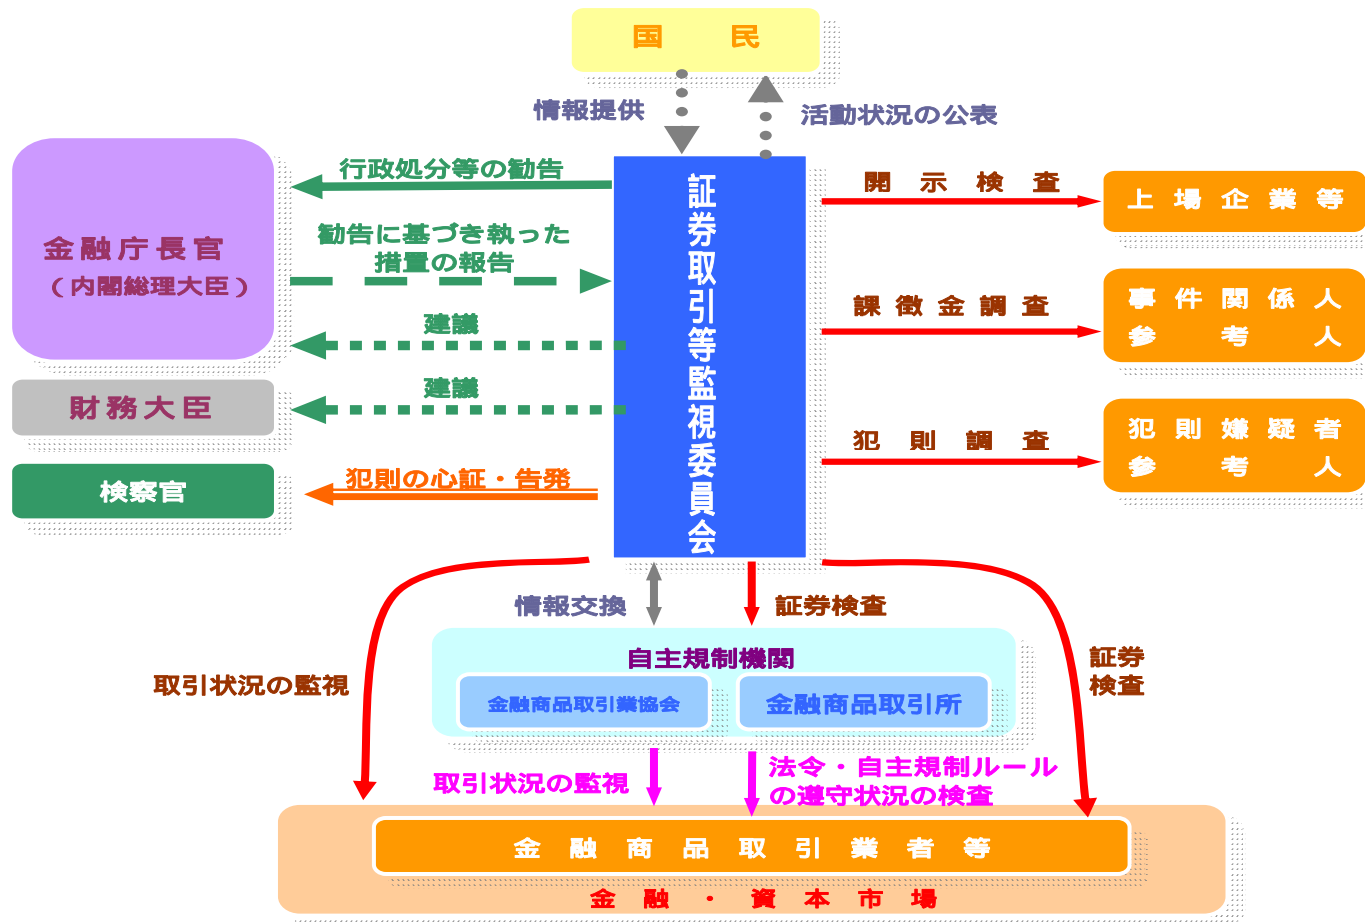 国　民
情報提供
活動状況の公表
行政処分等の勧告
勧告に基づき執った
措置の報告
建議
建議
犯則の心証・告発
金融庁長官
（内閣総理大臣）
財務大臣
検察官
証券取引等監視委員会
開示検査
上場企業等
課徴金調査
事件関係人
参考人
犯則調査
犯則嫌疑者
参考人
情報交換
証券検査
取引状況の監視
証券
検査
自主規制機関
金融商品取引業協会
金融商品取引所
取引状況の監視
法令・自主規制ルール
の遵守状況の検査
金融商品取引業者等
金融・資本市場